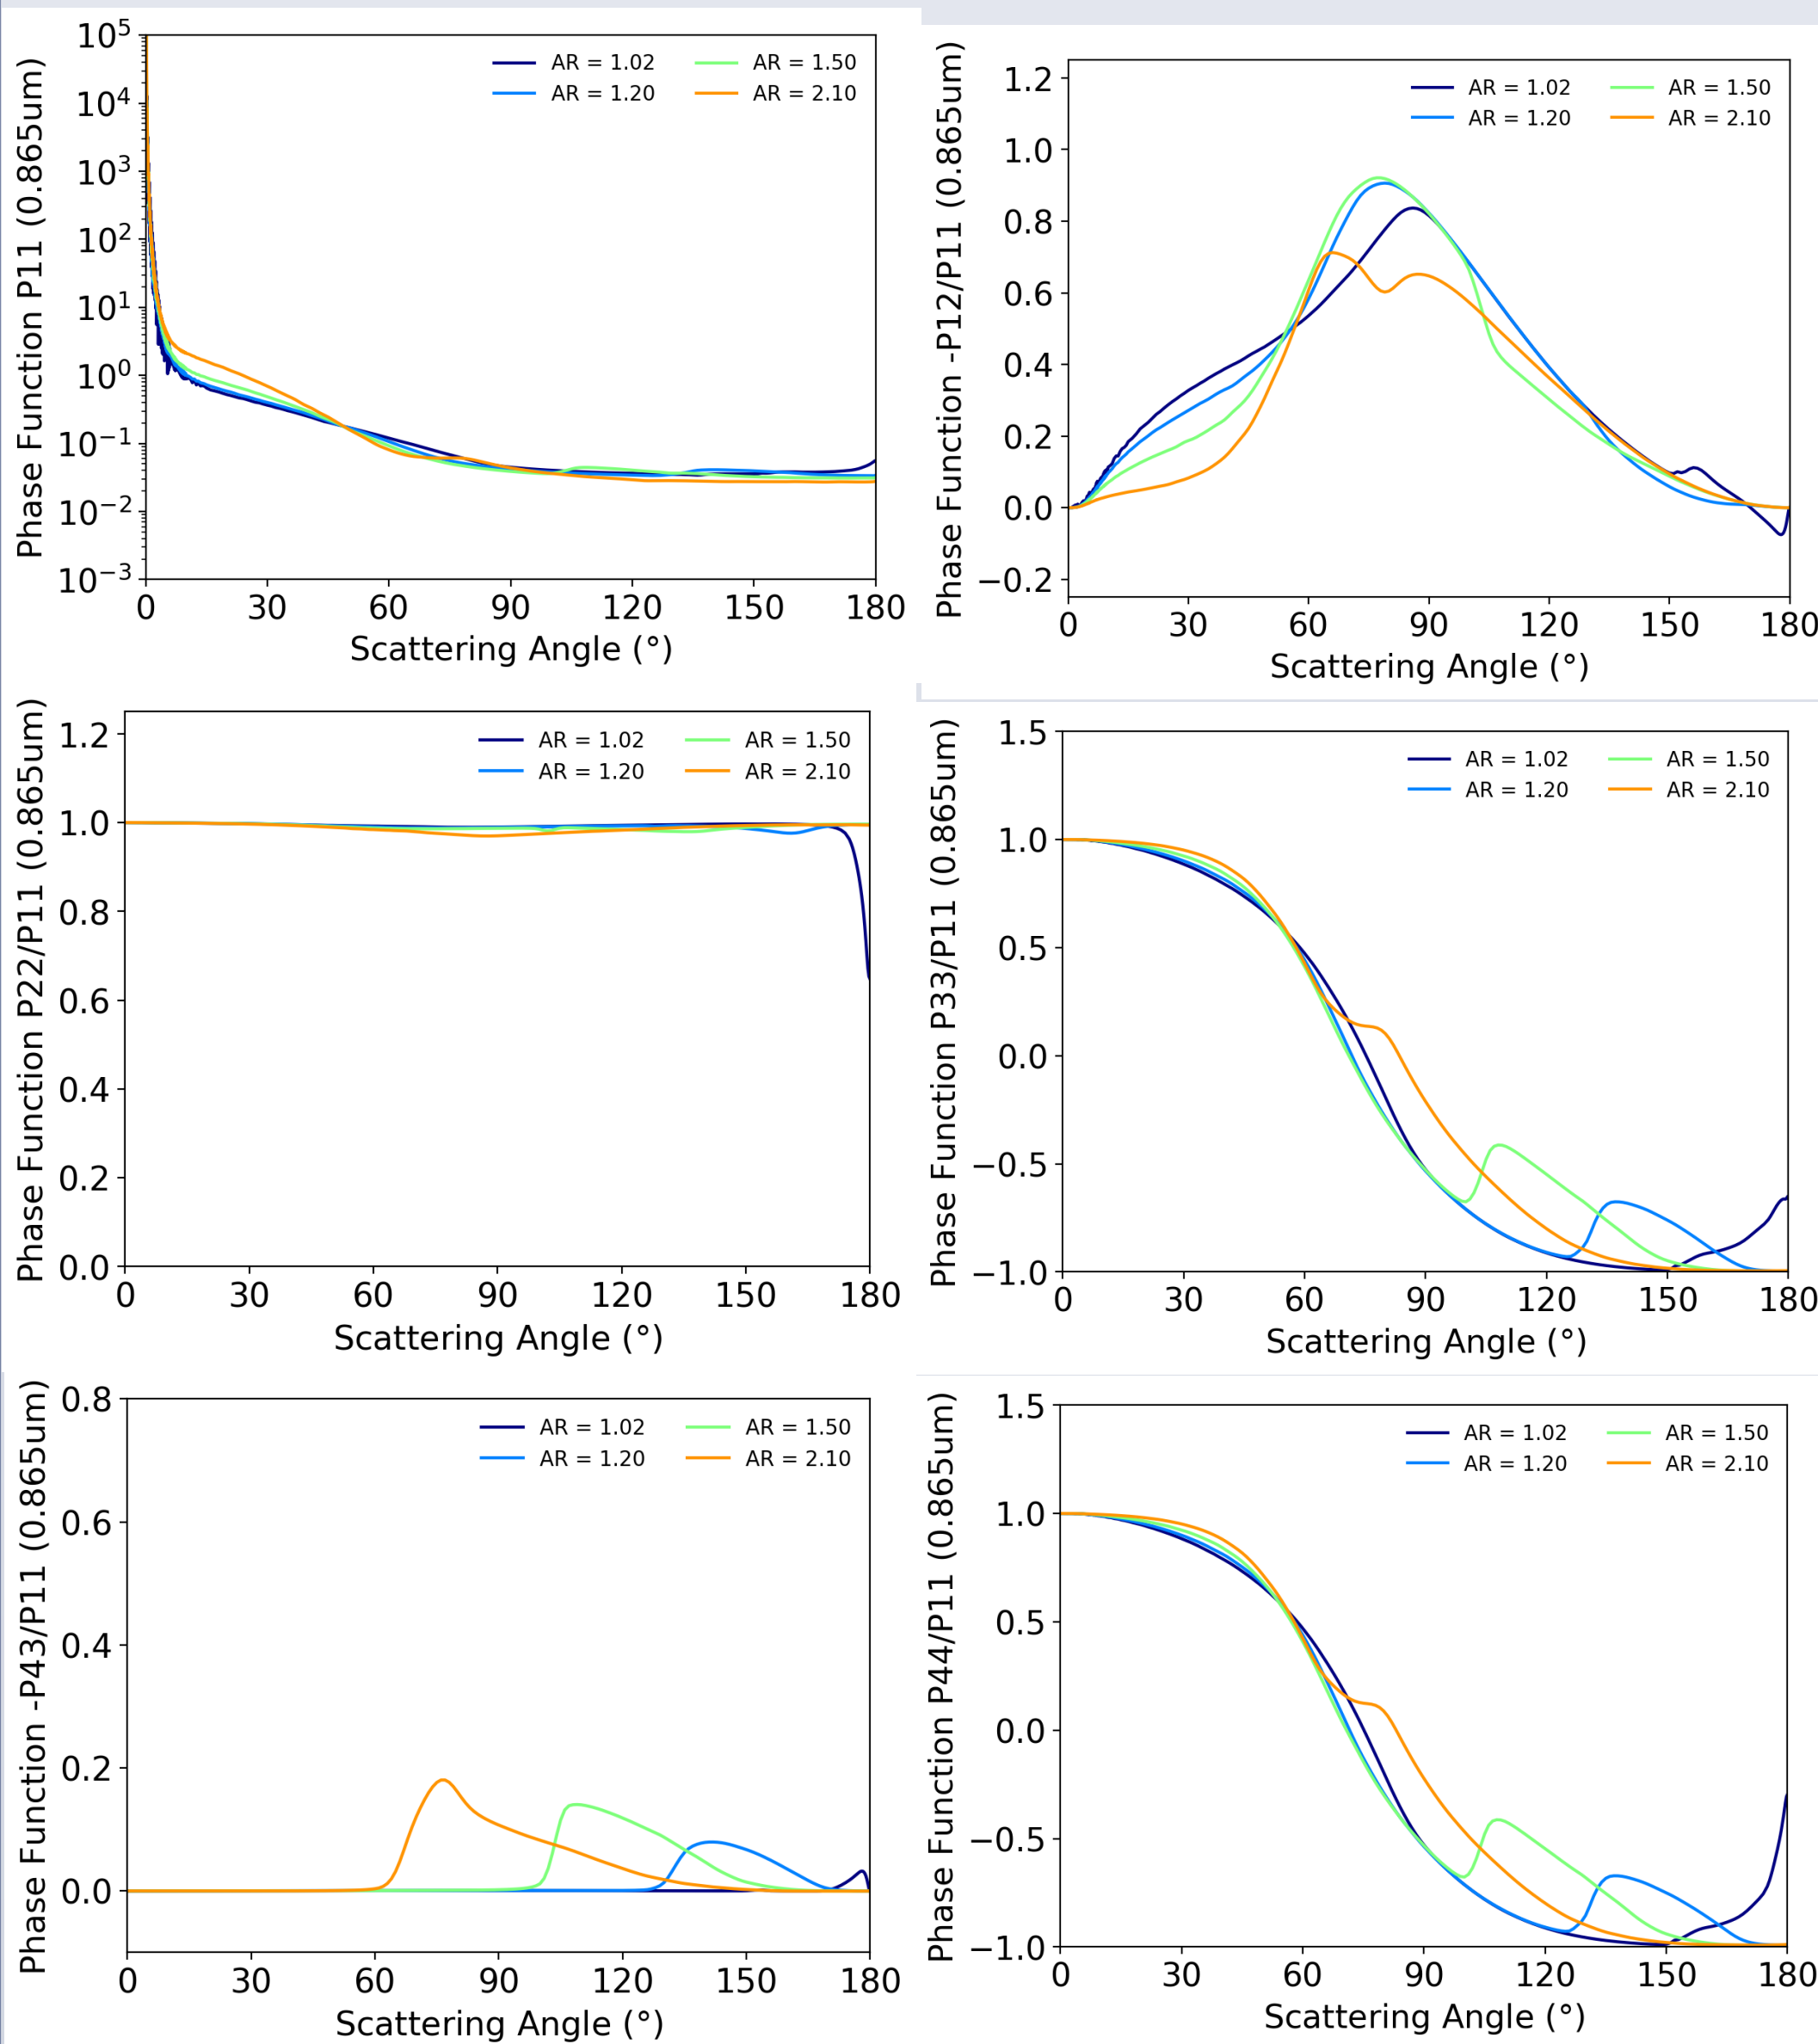 Phase Function P11 (0.865um)
10⁵
10⁴
10³
10²
10¹
10⁰
10⁻¹
10⁻²
10⁻³
AR = 1.02 AR = 1.50
AR = 1.20 AR = 2.10
0 30 60 90 120 150 180
Scattering Angle (°)
Phase Function -P12/P11 (0.865um)
1.2
1.0
0.8
0.6
0.4
0.2
0.0
−0.2
AR = 1.02 AR = 1.50
AR = 1.20 AR = 2.10
0 30 60 90 120 150 180
Scattering Angle (°)
Phase Function P22/P11 (0.865um)
1.2
1.0
0.8
0.6
0.4
0.2
0.0
AR = 1.02 AR = 1.50
AR = 1.20 AR = 2.10
0 30 60 90 120 150 180
Scattering Angle (°)
Phase Function P33/P11 (0.865um)
1.5
1.0
0.5
0.0
−0.5
−1.0
AR = 1.02 AR = 1.50
AR = 1.20 AR = 2.10
0 30 60 90 120 150 180
Scattering Angle (°)
Phase Function -P43/P11 (0.865um)
0.8
0.6
0.4
0.2
0.0
AR = 1.02 AR = 1.50
AR = 1.20 AR = 2.10
0 30 60 90 120 150 180
Scattering Angle (°)
Phase Function P44/P11 (0.865um)
1.5
1.0
0.5
0.0
−0.5
−1.0
AR = 1.02 AR = 1.50
AR = 1.20 AR = 2.10
0 30 60 90 120 150 180
Scattering Angle (°)